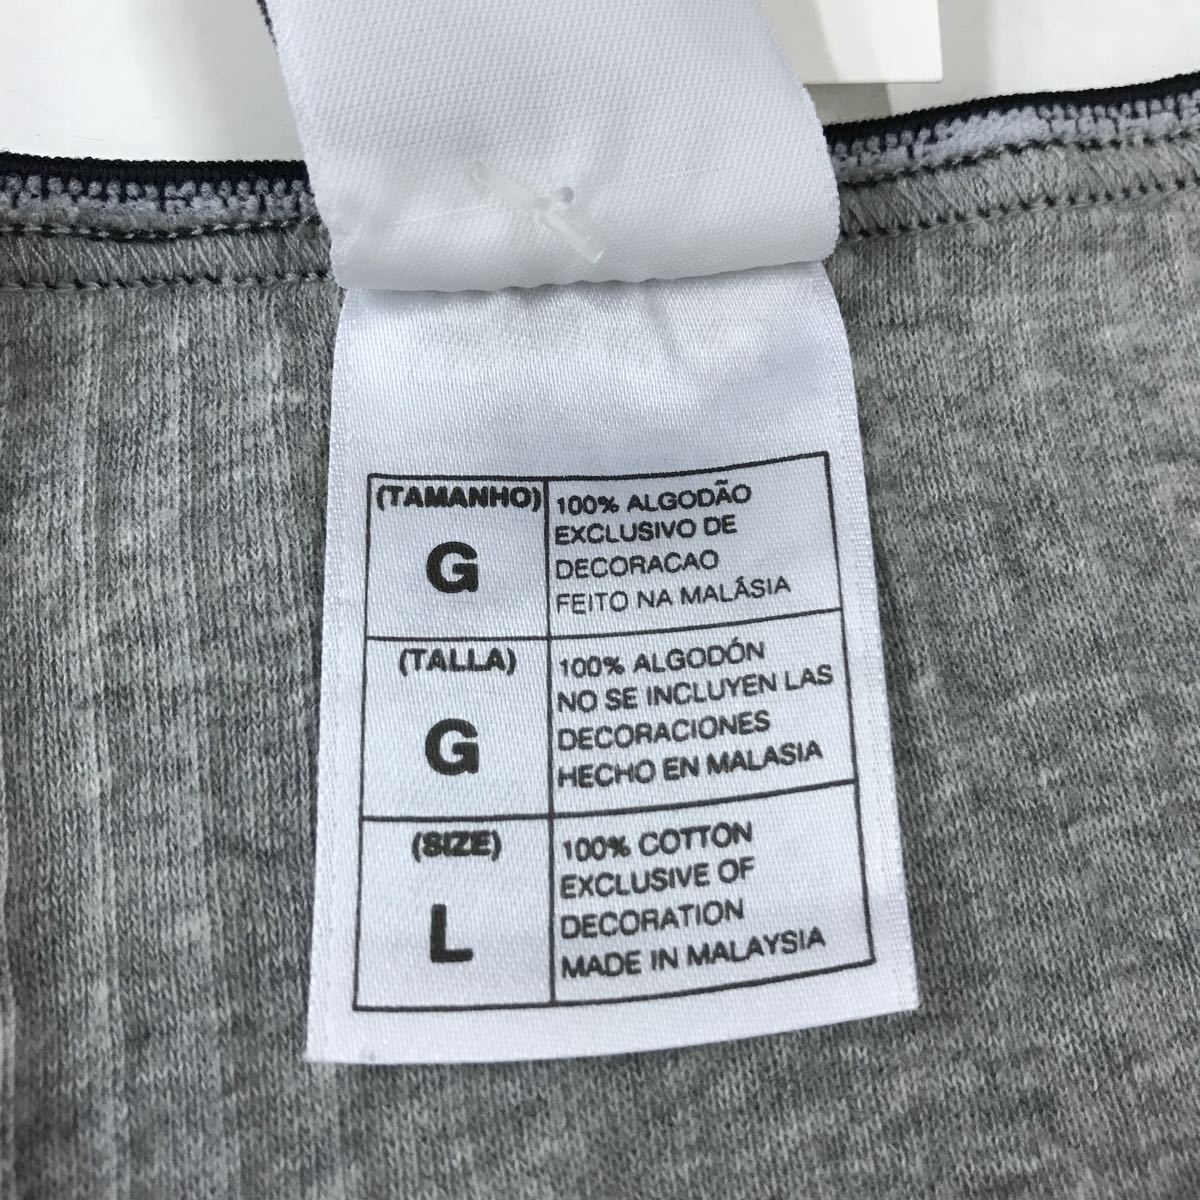 (TAMANHO)
G
100% ALGODÃO
EXCLUSIVO DE
DECORACAO
FEITO NA MALÁSIA
(TALLA)
G
100% ALGODÓN
NO SE INCLUYEN LAS
DECORACIONES
HECHO EN MALASIA
(SIZE)
L
100% COTTON
EXCLUSIVE OF
DECORATION
MADE IN MALAYSIA